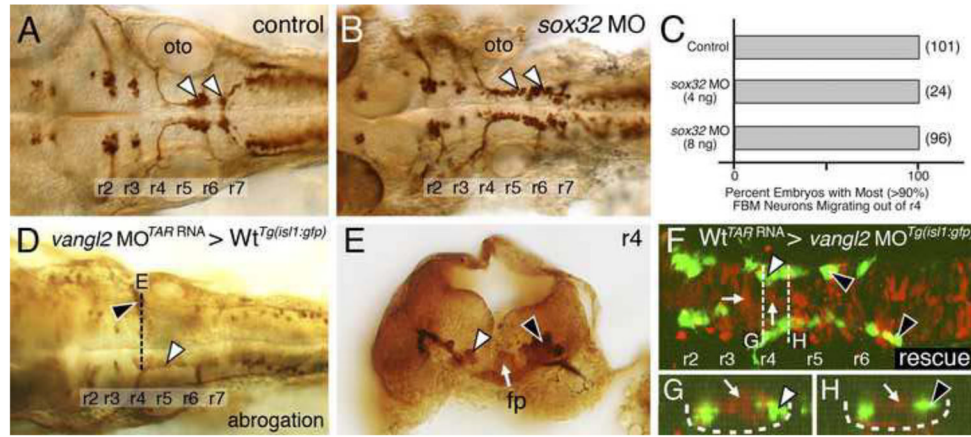 A
control
oto
r2 r3 r4 r5 r6 r7
B
sox32 MO
oto
r2 r3 r4 r5 r6 r7
C
Control
(101)
sox32 MO
(4 ng)
(24)
sox32 MO
(8 ng)
(96)
0
100
Percent Embryos with Most (>90%)
FBM Neurons Migrating out of r4
D
vangl2 MO^TAR RNA > Wt^Tg(isl1:gfp)
E
r2 r3 r4 r5 r6 r7
abrogation
E
r4
fp
F
Wt^TAR RNA > vangl2 MO^Tg(isl1:gfp
G
H
r2 r3 r4 r5 r6
rescue
G
H